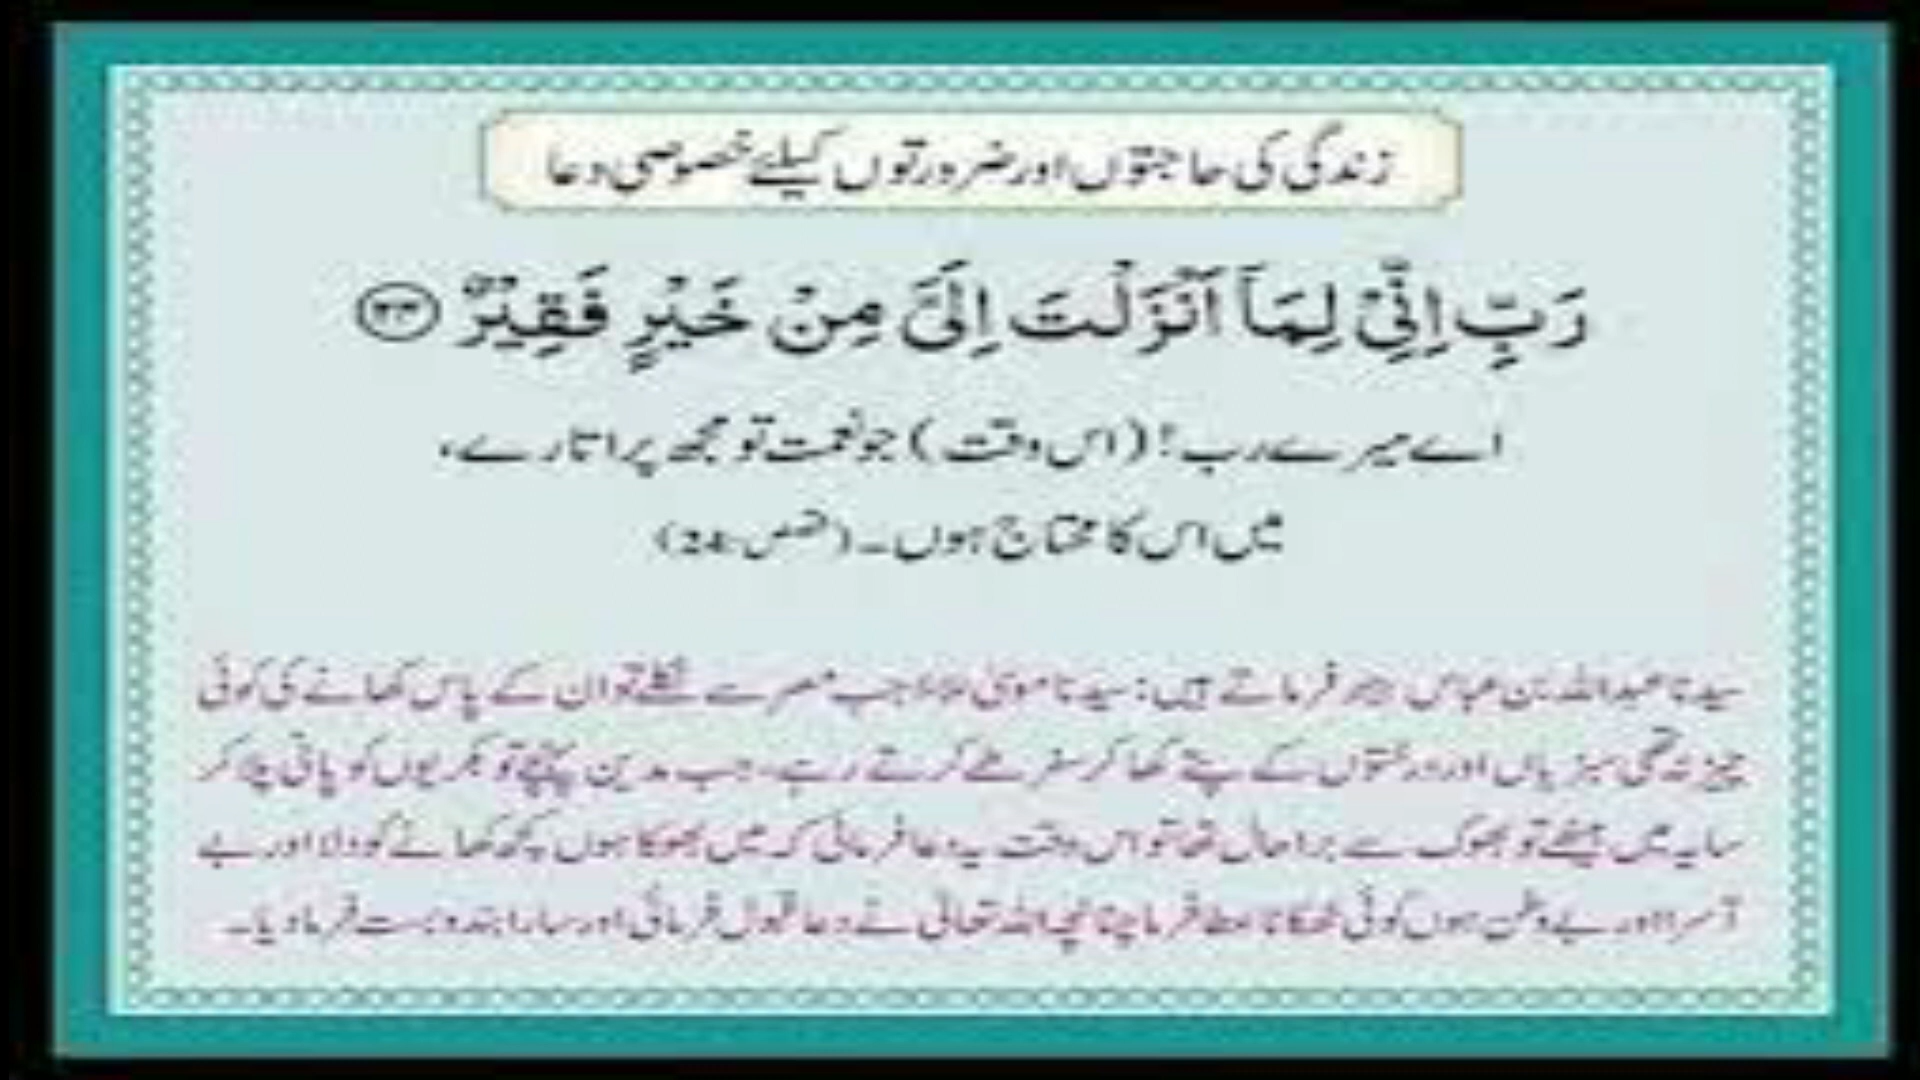 زندگی کی حاجتوں اور ضرورتوں کیلئے خصوصی دعا
رَبِّ اِنِّیْ لِمَاۤ اَنْزَلْتَ اِلَیَّ مِنْ خَیْرٍ فَقِیْرٌ ﴿۲۴﴾
اے میرے رب! (اس وقت) جو نعمت تو مجھ پر اتارے،
میں اس کا محتاج ہوں۔ (قصص:24)
سیدنا عبداللہ بن عباس فرماتے ہیں: سیدنا موسیٰ جب مصر سے نکلے تو ان کے پاس کھانے کی کوئی
چیز نہ تھی سبزیاں اور درختوں کے پتے کھا کر سفر طے کرتے رہے، جب مدین پہنچے تو بکریوں کو پانی پلا کر
سایہ میں بیٹھے تو بھوک سے برا حال تھا تو اس وقت یہ دعا فرمائی کہ میں بھوکا ہوں کچھ کھانے کو دلا اور بے
آسرا اور بے وطن ہوں کوئی ٹھکانا عطا فرما چنانچہ اللہ تعالیٰ نے دعا قبول فرمائی اور سارا بندوبست فرما دیا۔